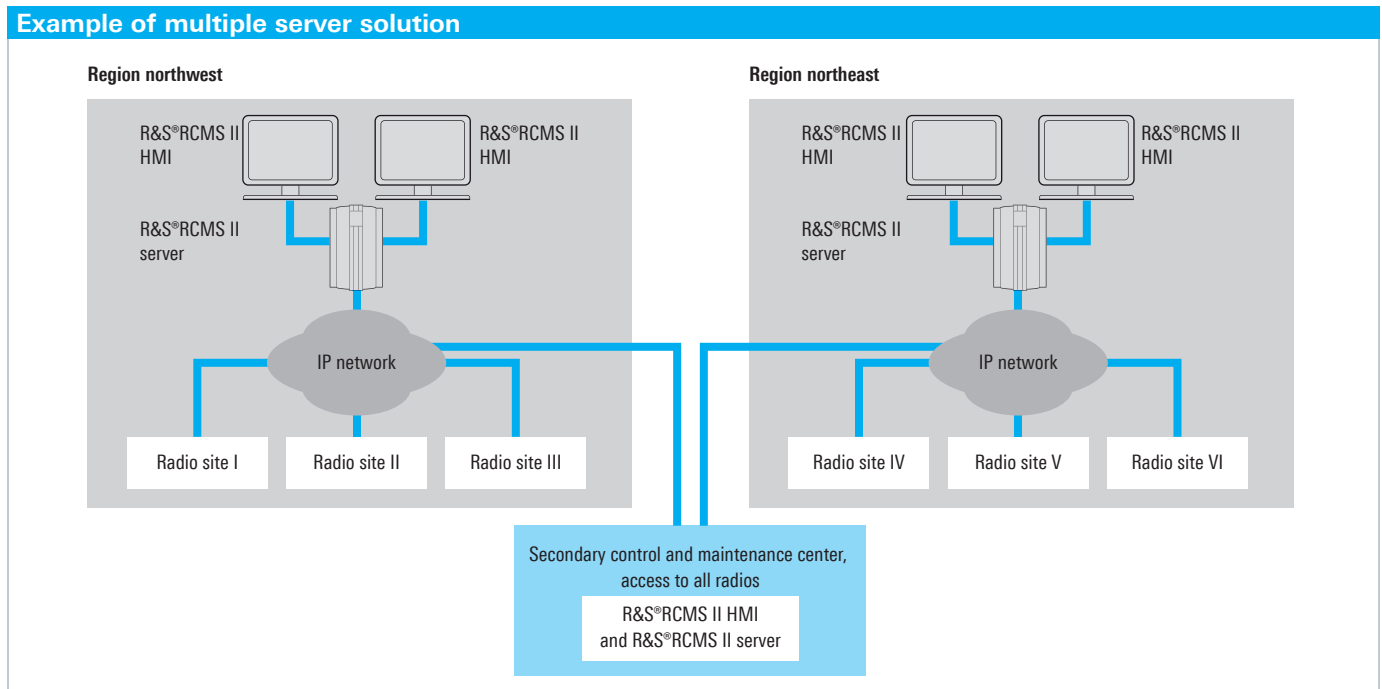 Example of multiple server solution
Region northwest
R&S®RCMS II
HMI
R&S®RCMS II
HMI
R&S®RCMS II
server
IP network
Radio site I
Radio site II
Radio site III
Region northeast
R&S®RCMS II
HMI
R&S®RCMS II
HMI
R&S®RCMS II
server
IP network
Radio site IV
Radio site V
Radio site VI
Secondary control and maintenance center,
access to all radios
R&S®RCMS II HMI
and R&S®RCMS II server